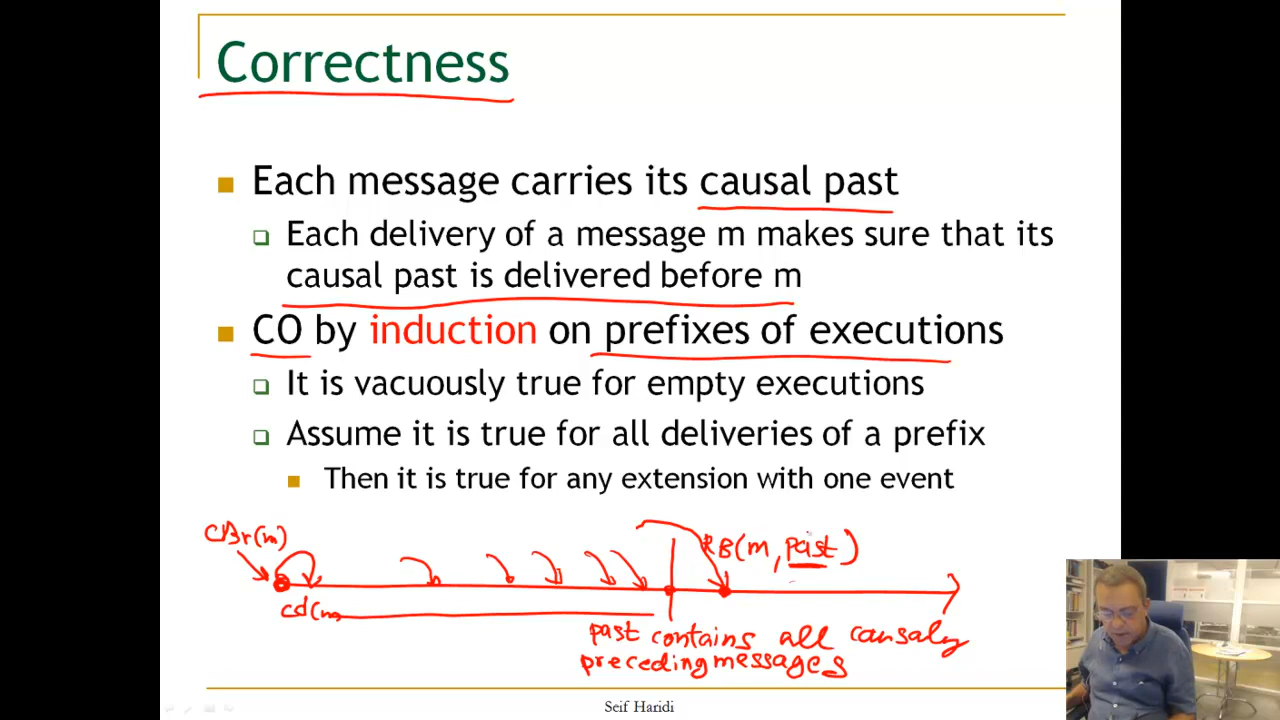 Correctness
Each message carries its causal past
Each delivery of a message m makes sure that its
causal past is delivered before m
CO by induction on prefixes of executions
It is vacuously true for empty executions
Assume it is true for all deliveries of a prefix
Then it is true for any extension with one event
CBr(m)
RB(m, past)
cd(m
past contains all causaly
preceding messages
Seif Haridi